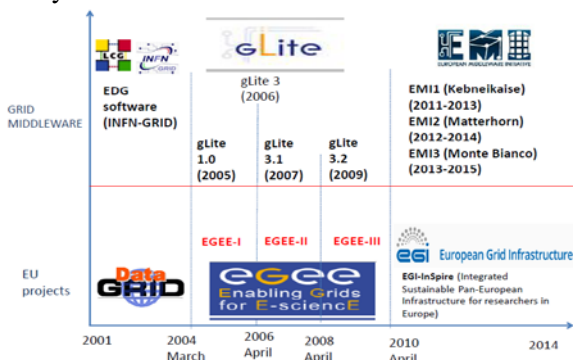 LCG
INFN
GRID
gLite
EMI
EUROPEAN MIDDLEWARE INITIATIVE
GRID
MIDDLEWARE
EDG
software
(INFN-GRID)
gLite 3
(2006)
gLite
1.0
(2005)
gLite
3.1
(2007)
gLite
3.2
(2009)
EMI1 (Kebneikaise)
(2011-2013)
EMI2 (Matterhorn)
(2012-2014)
EMI3 (Monte Bianco)
(2013-2015)
EU
projects
Data
GRID
EGEE-I
EGEE-II
EGEE-III
eGee
Enabling Grids
for E-sciencE
egi European Grid Infrastructure
EGI-InSpire (Integrated
Sustainable Pan-European
Infrastructure for researchers in
Europe)
2001
2004
March
2006
April
2008
April
2010
April
2014